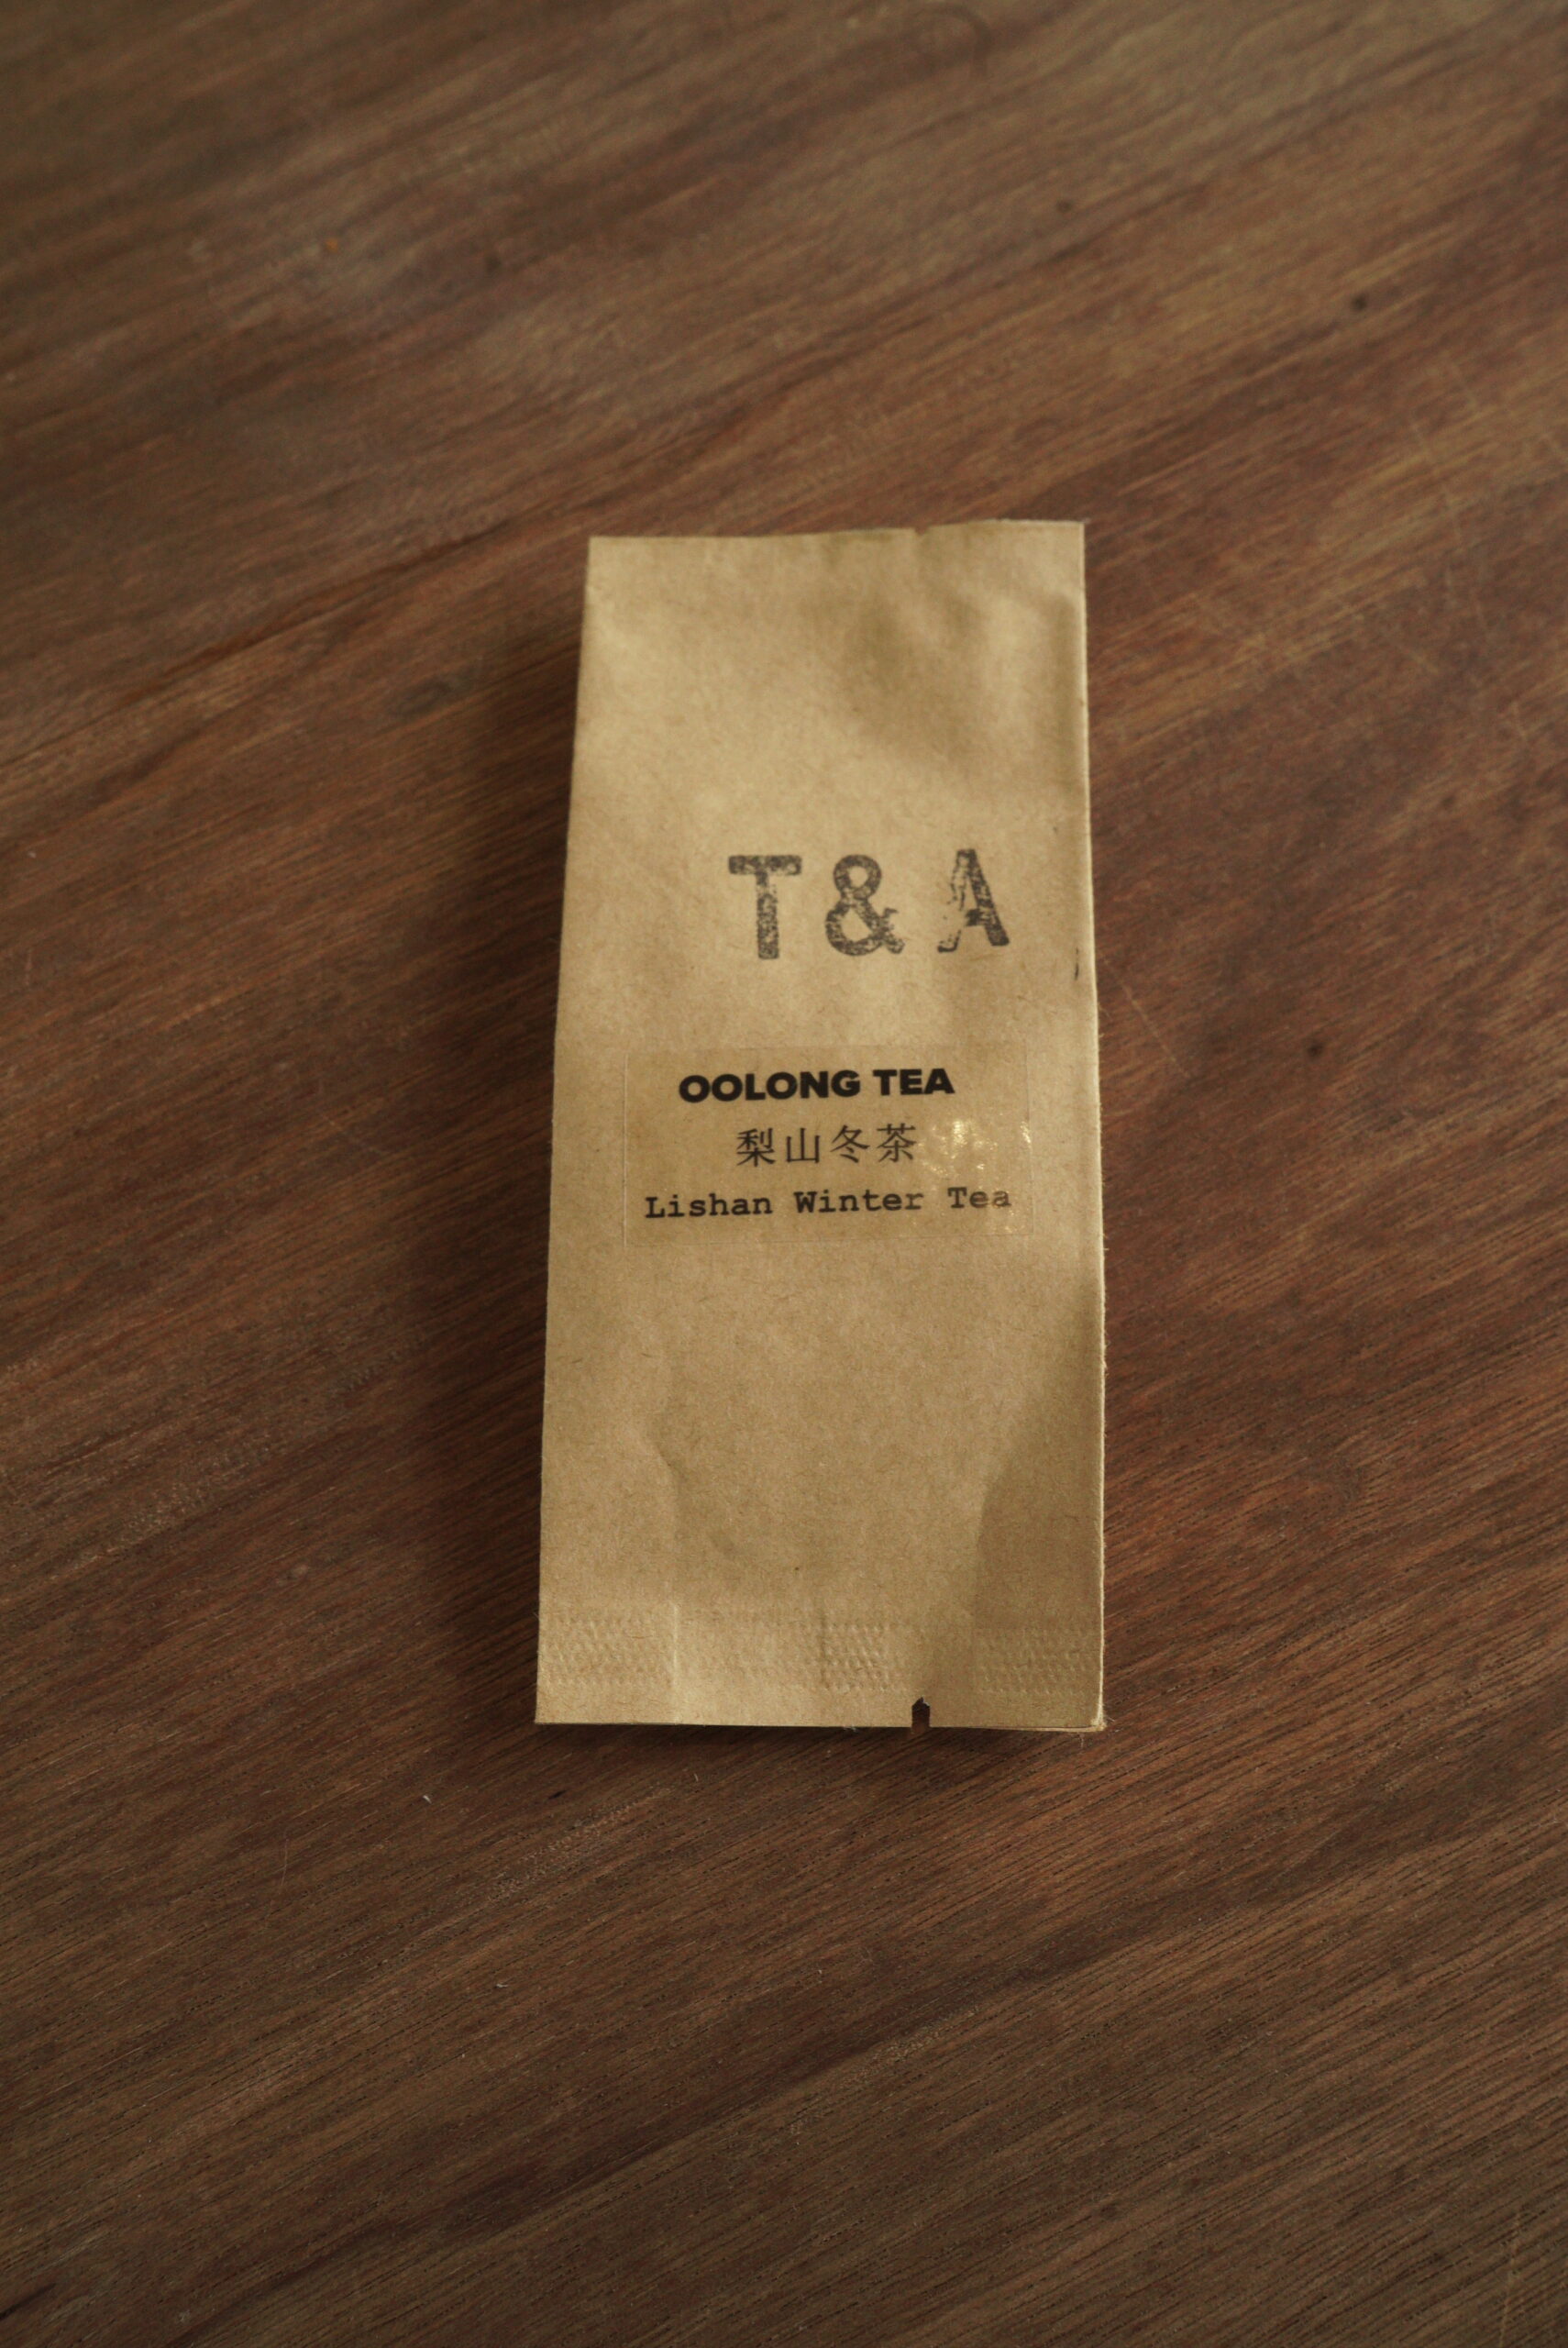 T & A
OOLONG TEA
梨山冬茶
Lishan Winter Tea